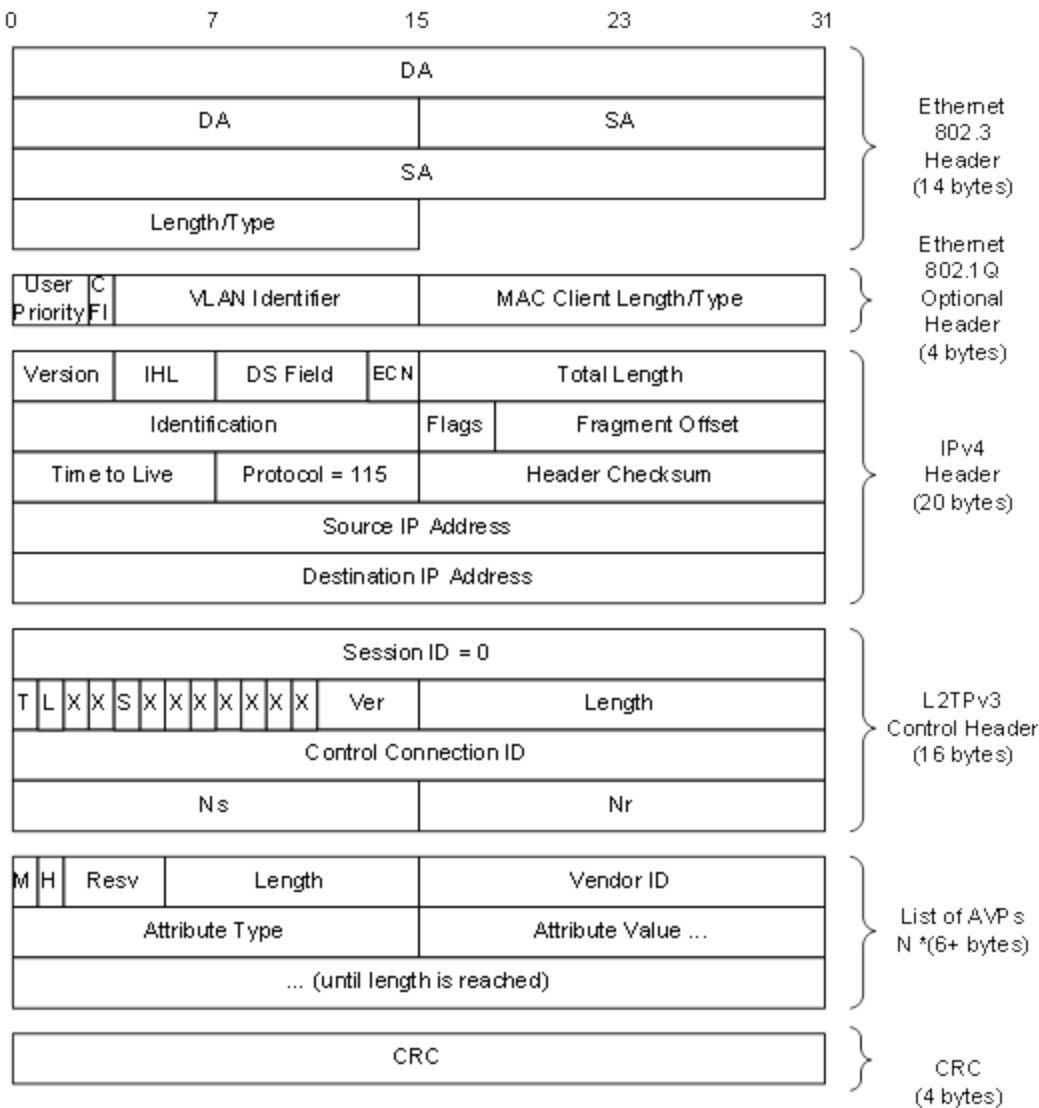 0 7 15 23 31
DA
DA SA
SA
Length/Type
Ethernet
802.3
Header
(14 bytes)
User
Priority
C
FI
VLAN Identifier MAC Client Length/Type
Ethernet
802.1Q
Optional
Header
(4 bytes)
Version IHL DS Field ECN Total Length
Identification Flags Fragment Offset
Time to Live Protocol = 115 Header Checksum
Source IP Address
Destination IP Address
IPv4
Header
(20 bytes)
Session ID = 0
T L X X S X X X X X X X Ver Length
Control Connection ID
Ns Nr
L2TPv3
Control Header
(16 bytes)
M H Resv Length Vendor ID
Attribute Type Attribute Value ...
... (until length is reached)
List of AVPs
N *(6+ bytes)
CRC
CRC
(4 bytes)